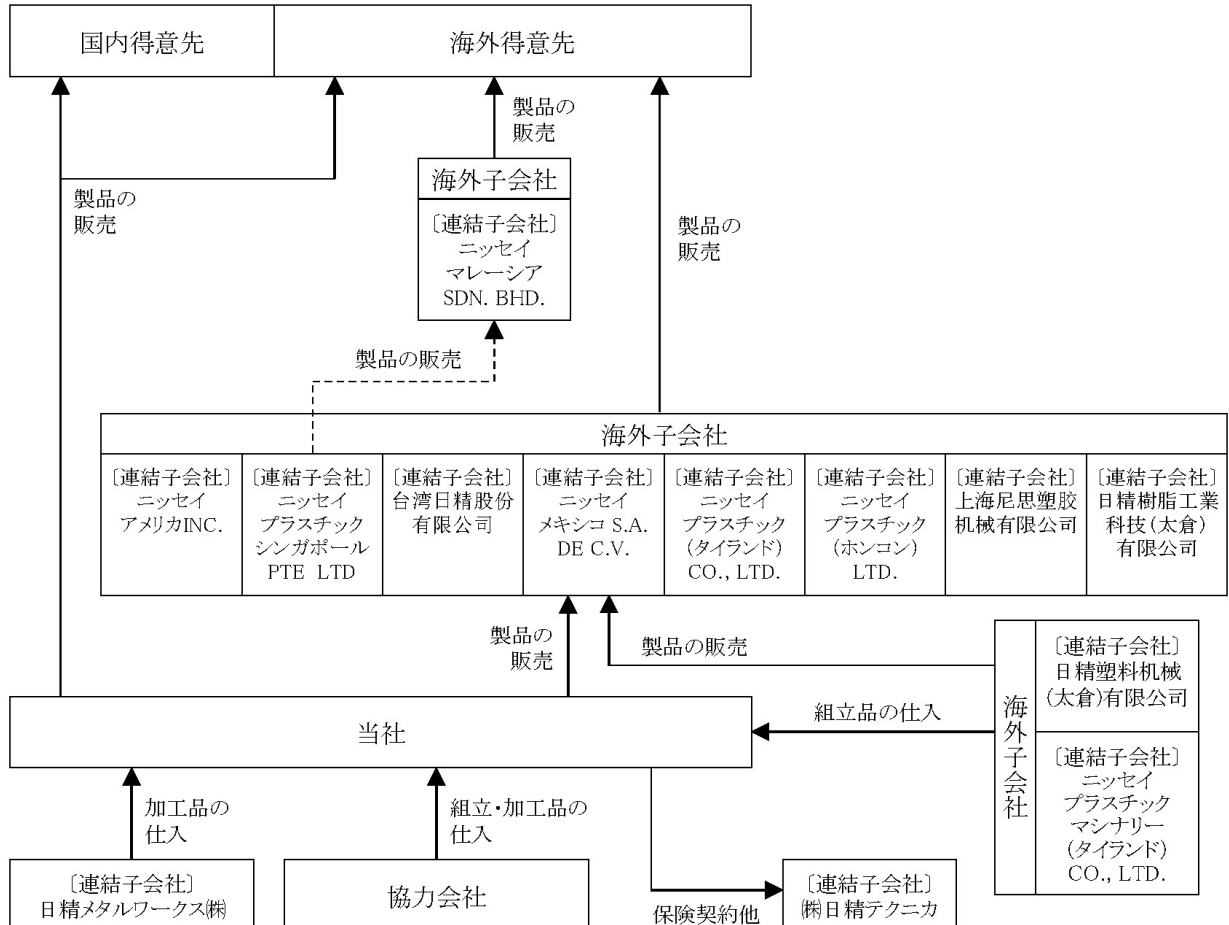 国内得意先
海外得意先
製品の
販売
製品の
販売
製品の
販売
海外子会社
〔連結子会社〕
ニッセイ
マレーシア
SDN. BHD.
製品の販売
海外子会社
〔連結子会社〕
ニッセイ
アメリカINC.
〔連結子会社〕
ニッセイ
プラスチック
シンガポール
PTE LTD
〔連結子会社〕
台湾日精股份
有限公司
〔連結子会社〕
ニッセイ
メキシコ S.A.
DE C.V.
〔連結子会社〕
ニッセイ
プラスチック
(タイランド)
CO., LTD.
〔連結子会社〕
ニッセイ
プラスチック
(ホンコン)
LTD.
〔連結子会社〕
上海尼思塑胶
机械有限公司
〔連結子会社〕
日精樹脂工業
科技(太倉)
有限公司
製品の
販売
製品の販売
海外子会社
〔連結子会社〕
日精塑料机械
(太倉)有限公司
〔連結子会社〕
ニッセイ
プラスチック
マシナリー
(タイランド)
CO., LTD.
組立品の仕入
当社
加工品の
仕入
組立・加工品の
仕入
〔連結子会社〕
日精メタルワークス㈱
協力会社
保険契約他
〔連結子会社〕
㈱日精テクニカ